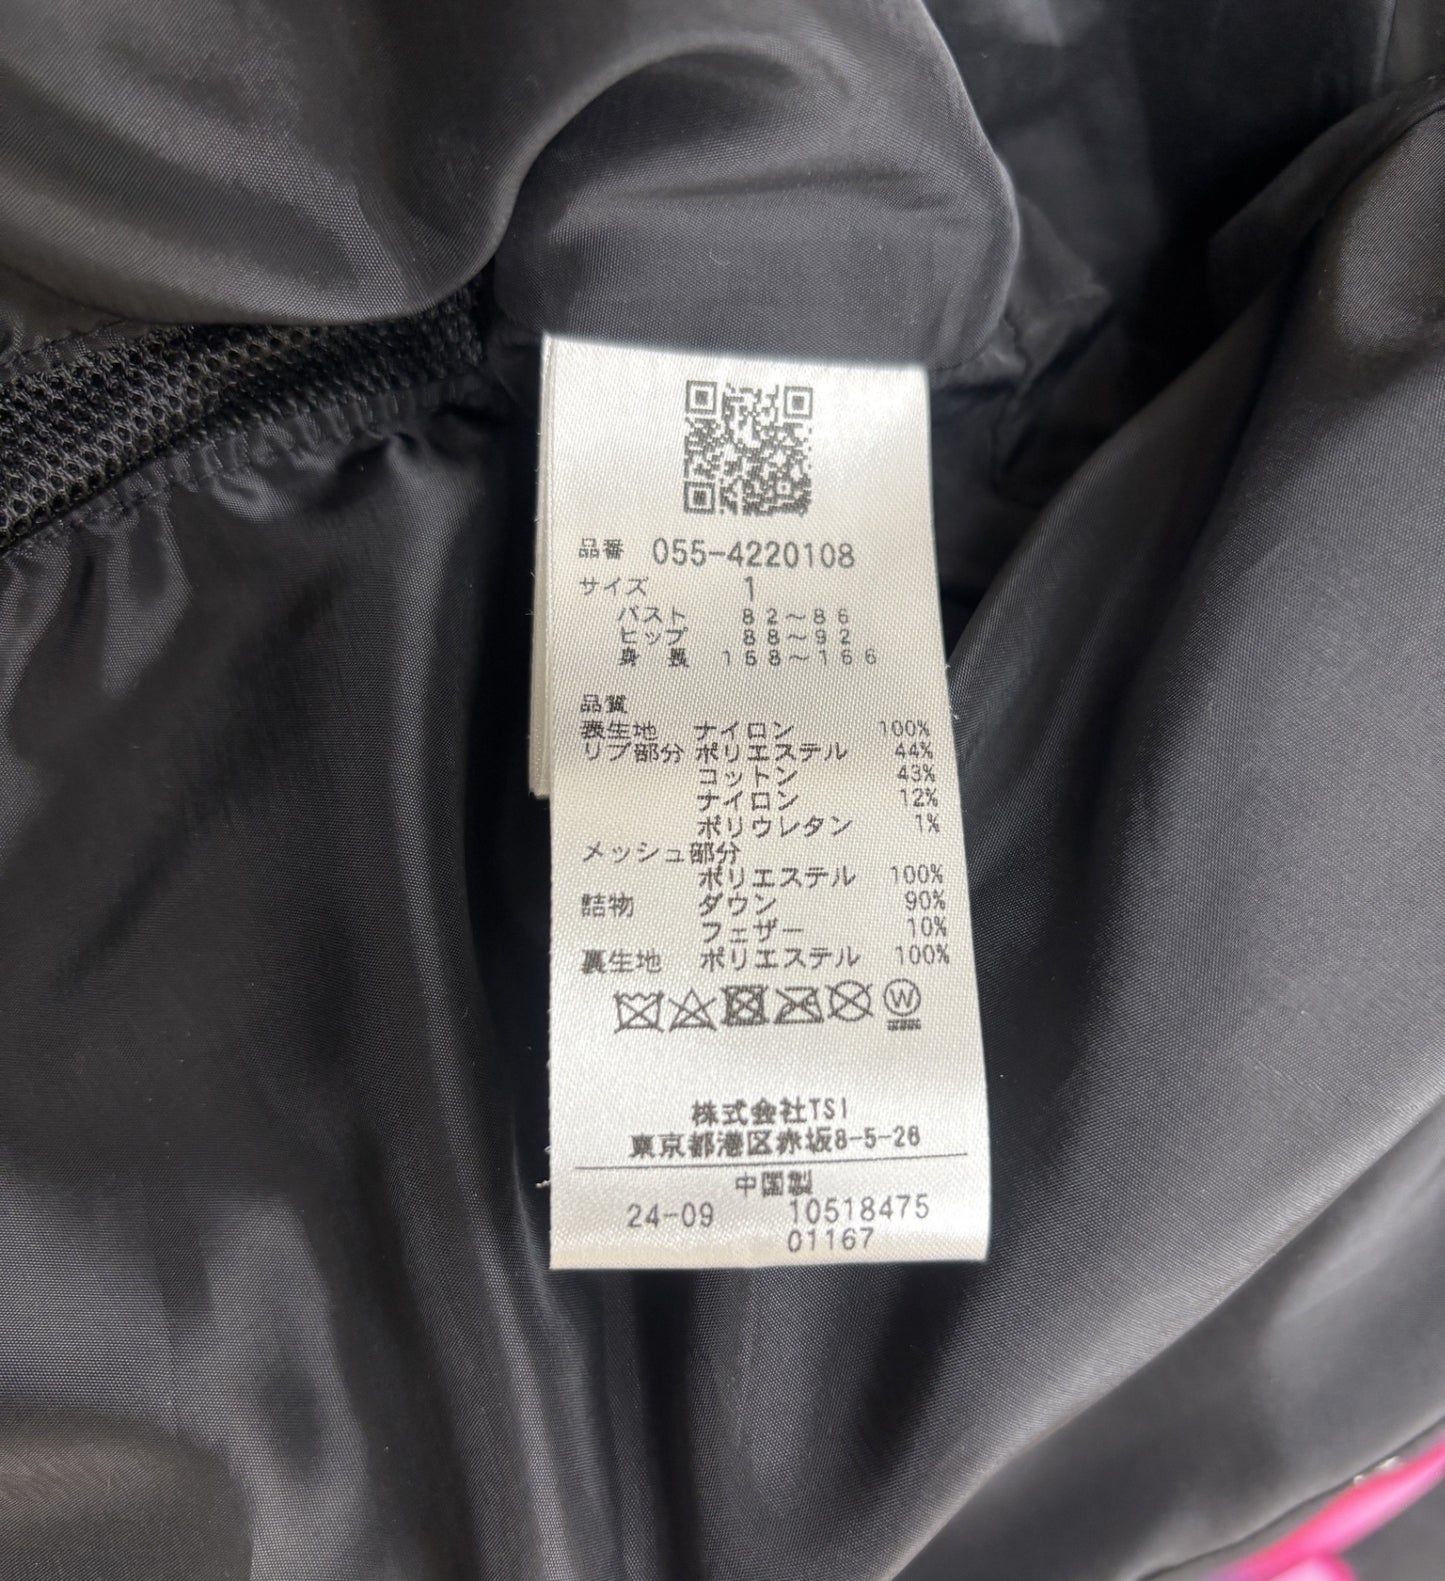 品番 055-4220108
サイズ 1
バスト 82〜86
ヒップ 88〜92
身長 158〜166
品質
表生地 ナイロン 100%
リブ部分 ポリエステル 44%
コットン 43%
ナイロン 12%
ポリウレタン 1%
メッシュ部分
ポリエステル 100%
詰物 ダウン 90%
フェザー 10%
裏生地 ポリエステル 100%
W
株式会社TSI
東京都港区赤坂8-5-26
中国製
24-09 10518475
01167